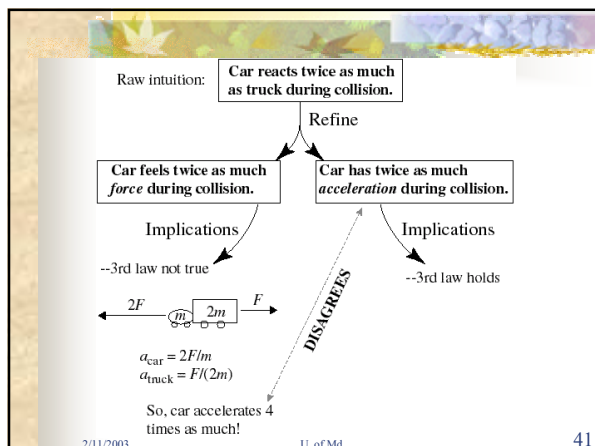 Raw intuition:
Car reacts twice as much
as truck during collision.
Refine
Car feels twice as much
force during collision.
Car has twice as much
acceleration during collision.
Implications
Implications
--3rd law not true
--3rd law holds
2F
m
2m
F
DISAGREES
a_car = 2F/m
a_truck = F/(2m)
So, car accelerates 4
times as much!
2/11/2003
U. of Md.
41